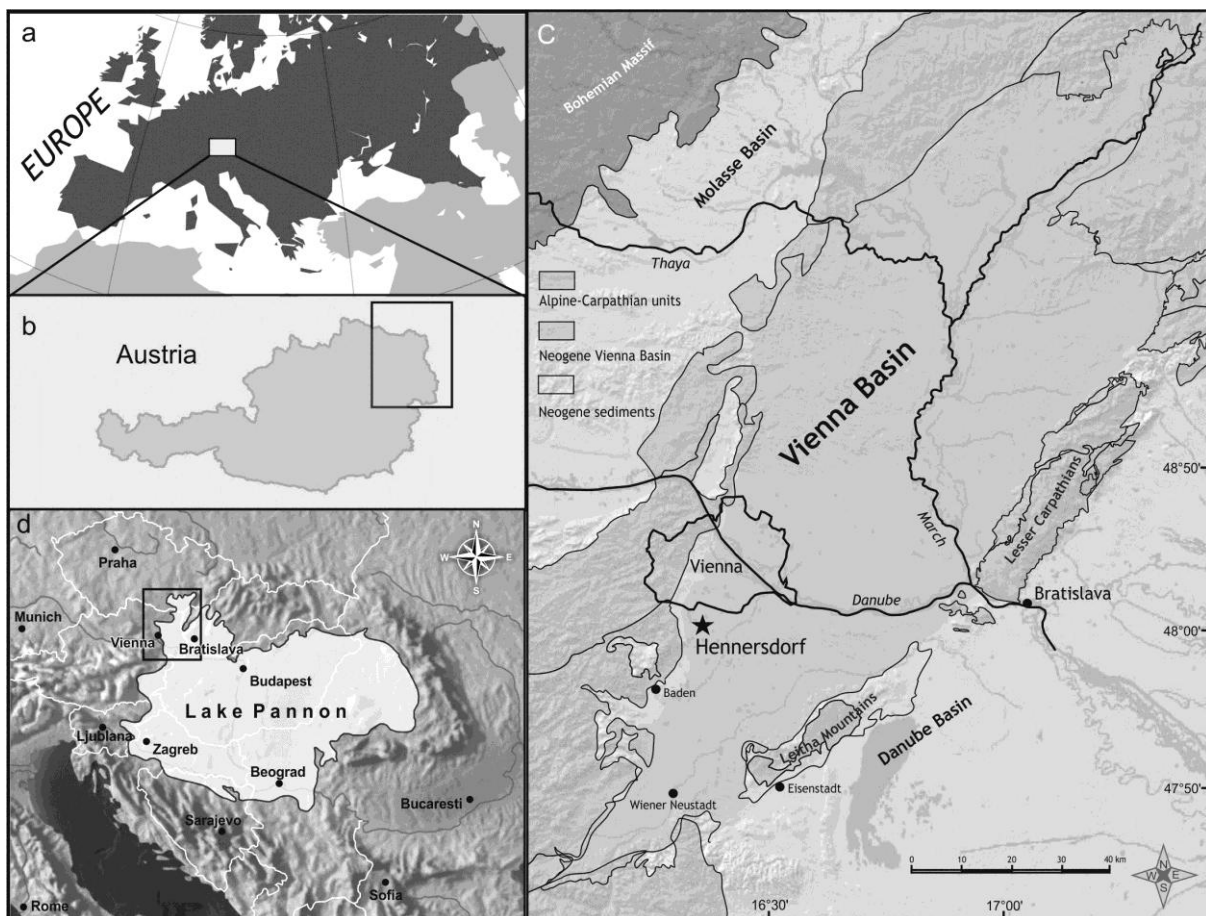 a
EUROPE
b
Austria
d
N
W E
S
Praha
Munich
Vienna
Bratislava
Budapest
Lake Pannon
Ljublana
Zagreb
Beograd
Bucaresti
Sarajevo
Sofia
Rome
C
Bohemian Massif
Molasse Basin
Thaya
Alpine-Carpathian units
Neogene Vienna Basin
Neogene sediments
Vienna Basin
March
Lesser Carpathians
48°50'
Vienna
Danube
Bratislava
48°00'
Hennersdorf
Baden
Leitha Mountains
Danube Basin
Eisenstadt
Wiener Neustadt
47°50'
0 10 20 30 40 km
N
W E
S
16°30'
17°00'